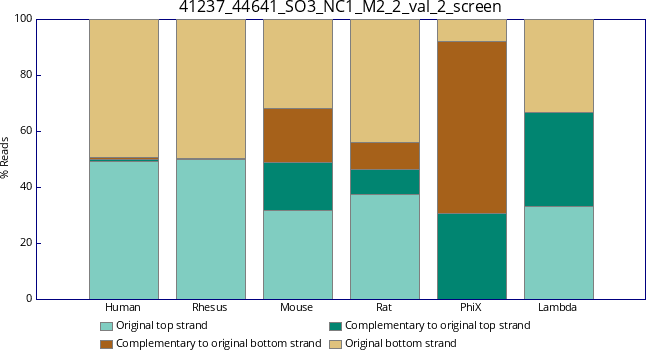 41237_44641_SO3_NC1_M2_2_val_2_screen
100
80
60
40
20
0
% Reads
Human Rhesus Mouse Rat PhiX Lambda
Original top strand Complementary to original top strand
Complementary to original bottom strand Original bottom strand